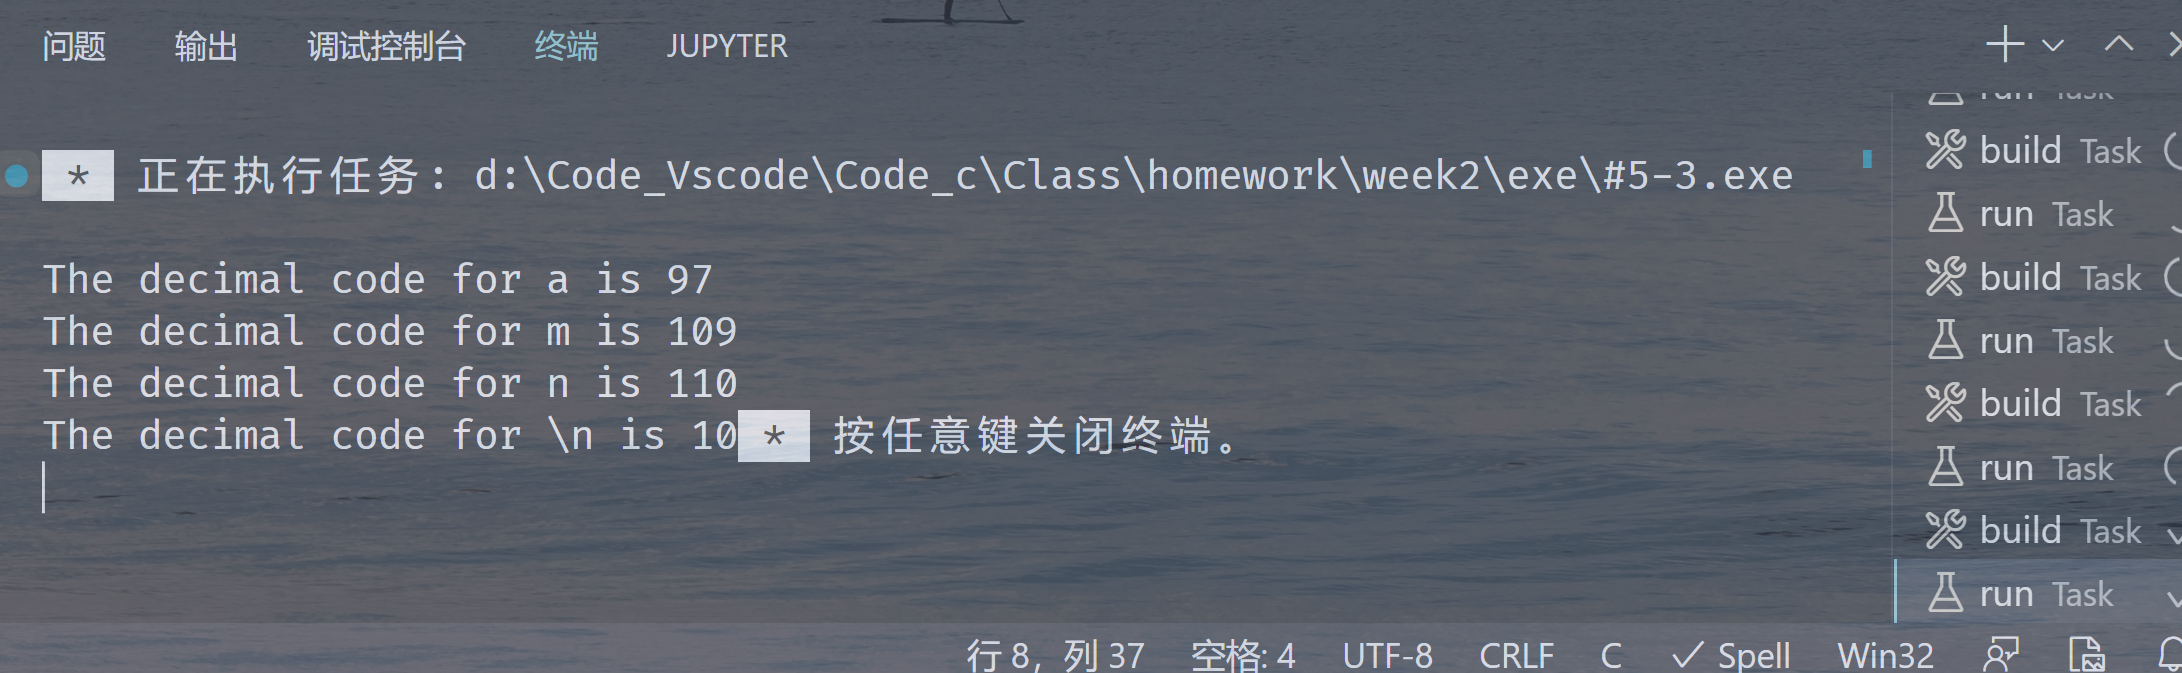 问题 输出 调试控制台 终端 JUPYTER
* 正在执行任务: d:\Code_Vscode\Code_c\Class\homework\week2\exe\#5-3.exe
The decimal code for a is 97
The decimal code for m is 109
The decimal code for n is 110
The decimal code for \n is 10 * 按任意键关闭终端。
run Task
build Task
run Task
build Task
run Task
build Task
run Task
build Task
run Task
行 8，列 37 空格: 4 UTF-8 CRLF C Spell Win32